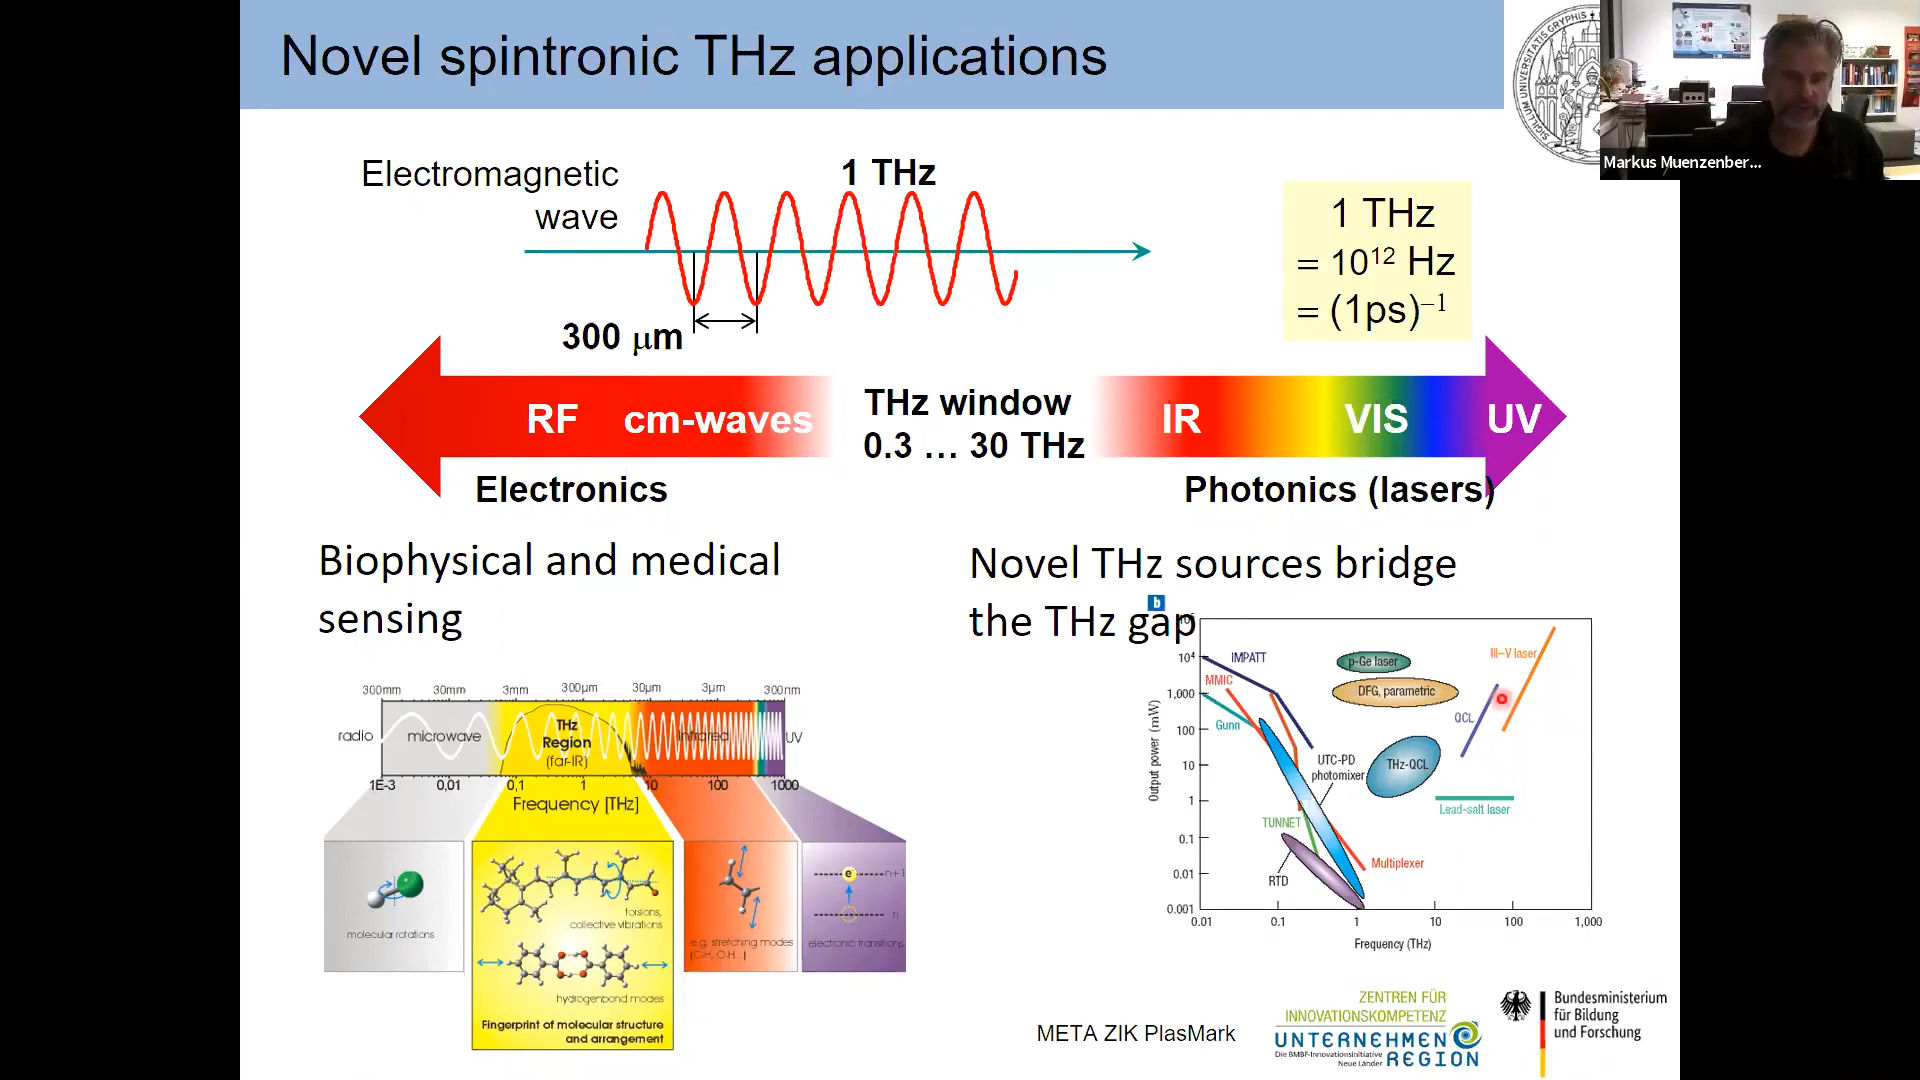 Novel spintronic THz applications
Markus Muenzenber...
Electromagnetic
wave
1 THz
300 μm
1 THz
= 10¹² Hz
= (1ps)⁻¹
RF
cm-waves
THz window
0.3 ... 30 THz
IR
VIS
UV
Electronics
Photonics (lasers)
Biophysical and medical
sensing
Novel THz sources bridge
the THz gap
300mm 30mm 3mm 300μm 30μm 3μm 300nm
radio
microwave
THz
Region
(far-IR)
Infrared
UV
1E-3 0,01 0,1 1 10 100 1000
Frequency [THz]
molecular rotations
torsions,
collective vibrations
hydrogenbond modes
Fingerprint of molecular structure
and arrangement
e.g. stretching modes
(C-H, O-H...)
e
n+1
n
electronic transitions
b
10⁴
1,000
100
10
1
0.1
0.01
0.001
Output power (mW)
IMPATT
MMIC
Gunn
p-Ge laser
DFG, parametric
III–V laser
QCL
UTC-PD
photomixer
THz-QCL
Lead-salt laser
TUNNET
Multiplexer
RTD
0.01 0.1 1 10 100 1,000
Frequency (THz)
META ZIK PlasMark
ZENTREN FÜR
INNOVATIONSKOMPETENZ
UNTERNEHMEN
Die BMBF-Innovationsinitiative
Neue Länder
REGION
Bundesministerium
für Bildung
und Forschung